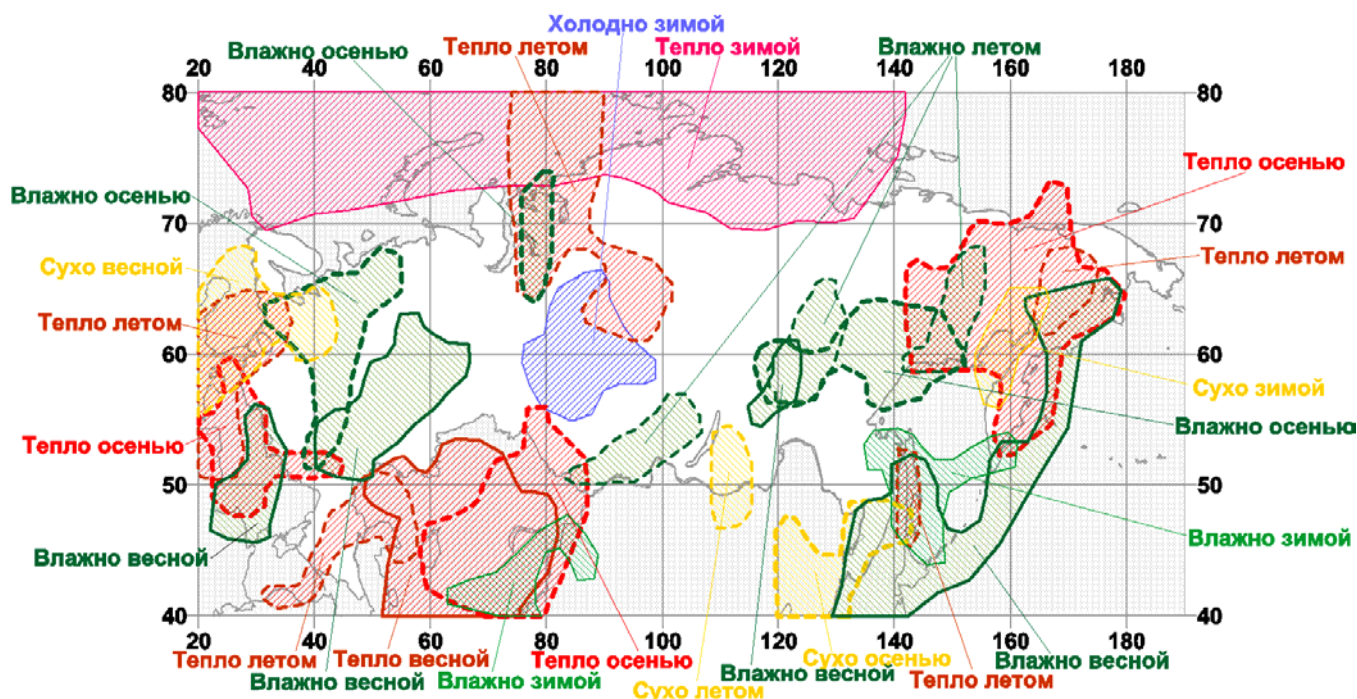 Холодно зимой
Влажно осенью
Тепло летом
Тепло зимой
Влажно летом
20 40 60 80 100 120 140 160 180
80 80
Тепло осенью
Влажно осенью
70 70
Тепло летом
Сухо весной
Тепло летом
60 60
Сухо зимой
Влажно осенью
Тепло осенью
50 50
Влажно зимой
Влажно весной
40 40
20 40 60 80 100 120 140 160 180
Тепло летом
Тепло весной
Тепло осенью
Сухо осенью
Влажно весной
Влажно весной
Влажно зимой
Влажно весной
Тепло летом
Сухо летом